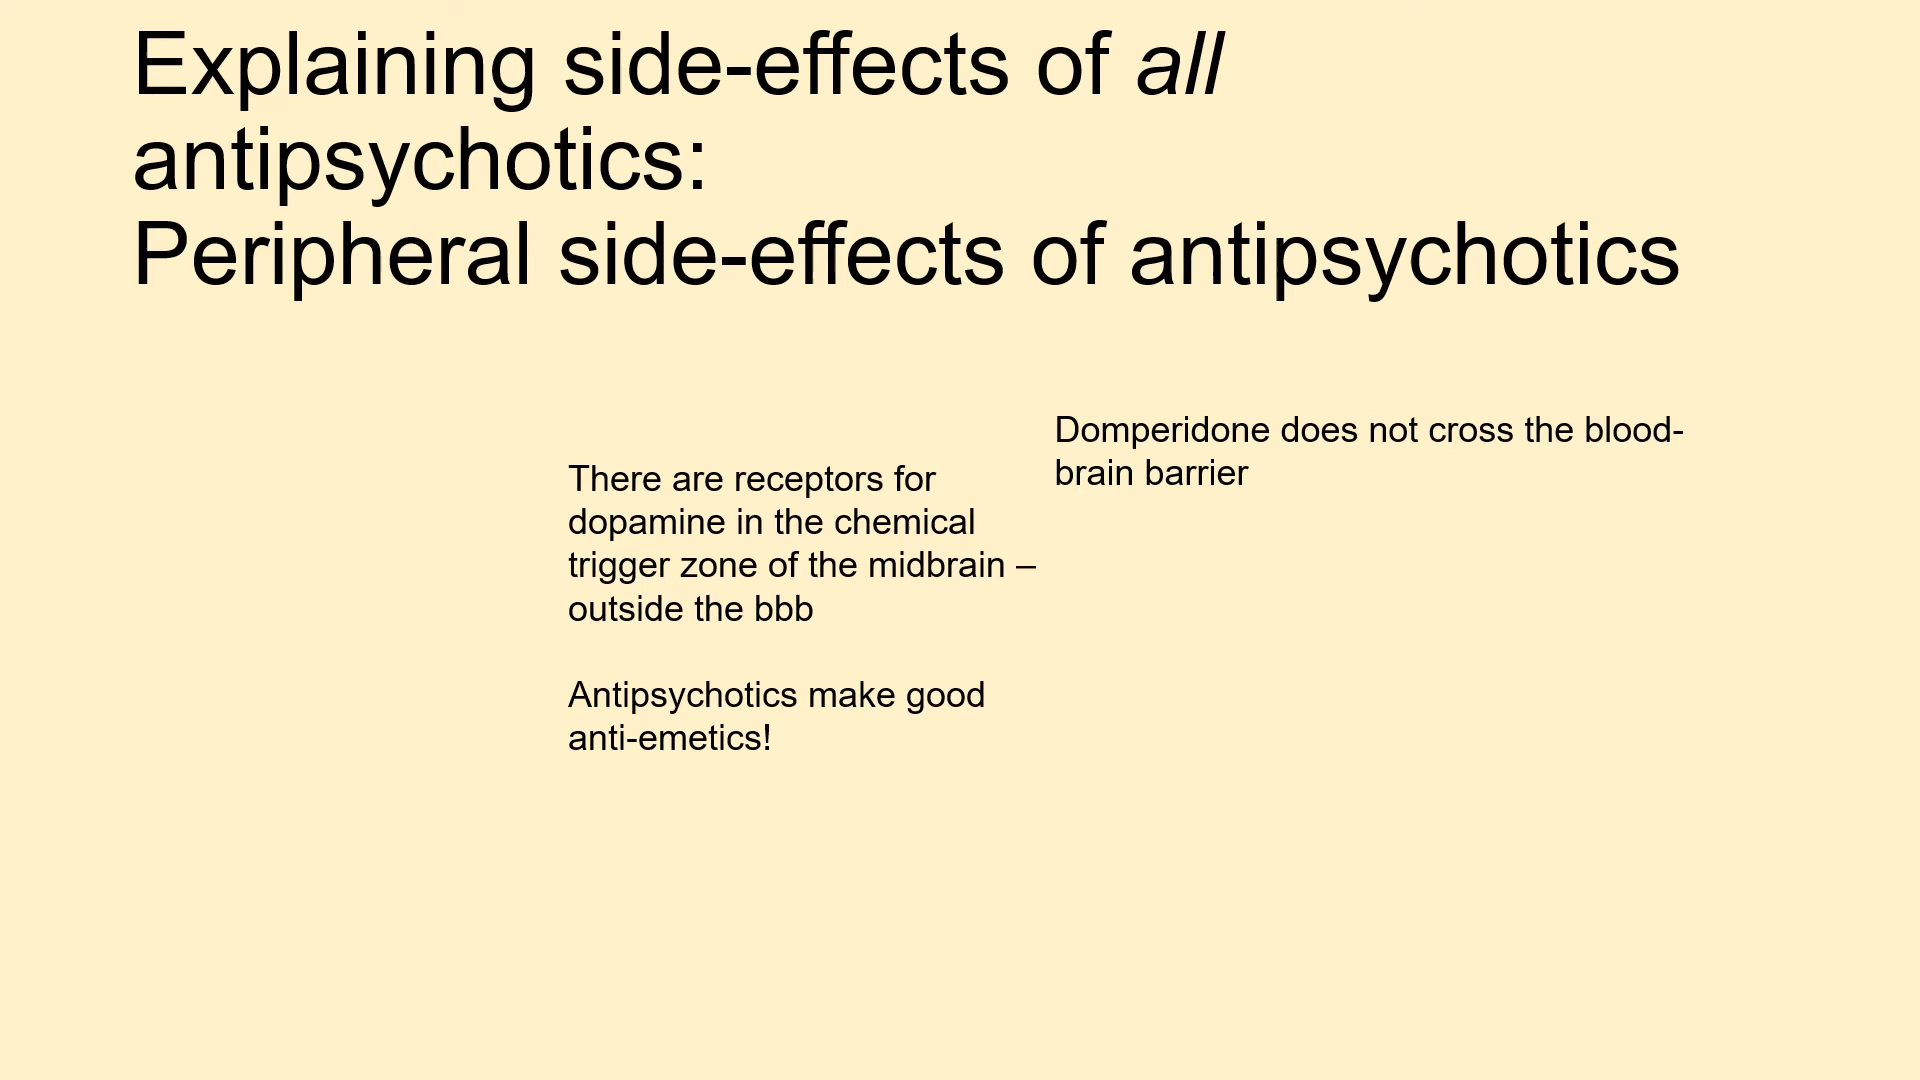 Explaining side-effects of all
antipsychotics:
Peripheral side-effects of antipsychotics
There are receptors for
dopamine in the chemical
trigger zone of the midbrain –
outside the bbb
Antipsychotics make good
anti-emetics!
Domperidone does not cross the blood-
brain barrier